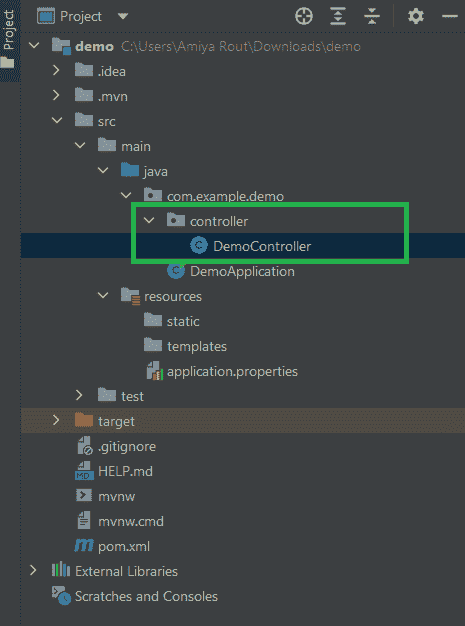 Project
Project
demo C:\Users\Amiya Rout\Downloads\demo
.idea
.mvn
src
main
java
com.example.demo
controller
C DemoController
C DemoApplication
resources
static
templates
application.properties
test
target
.gitignore
MD HELP.md
mvnw
mvnw.cmd
m pom.xml
External Libraries
Scratches and Consoles